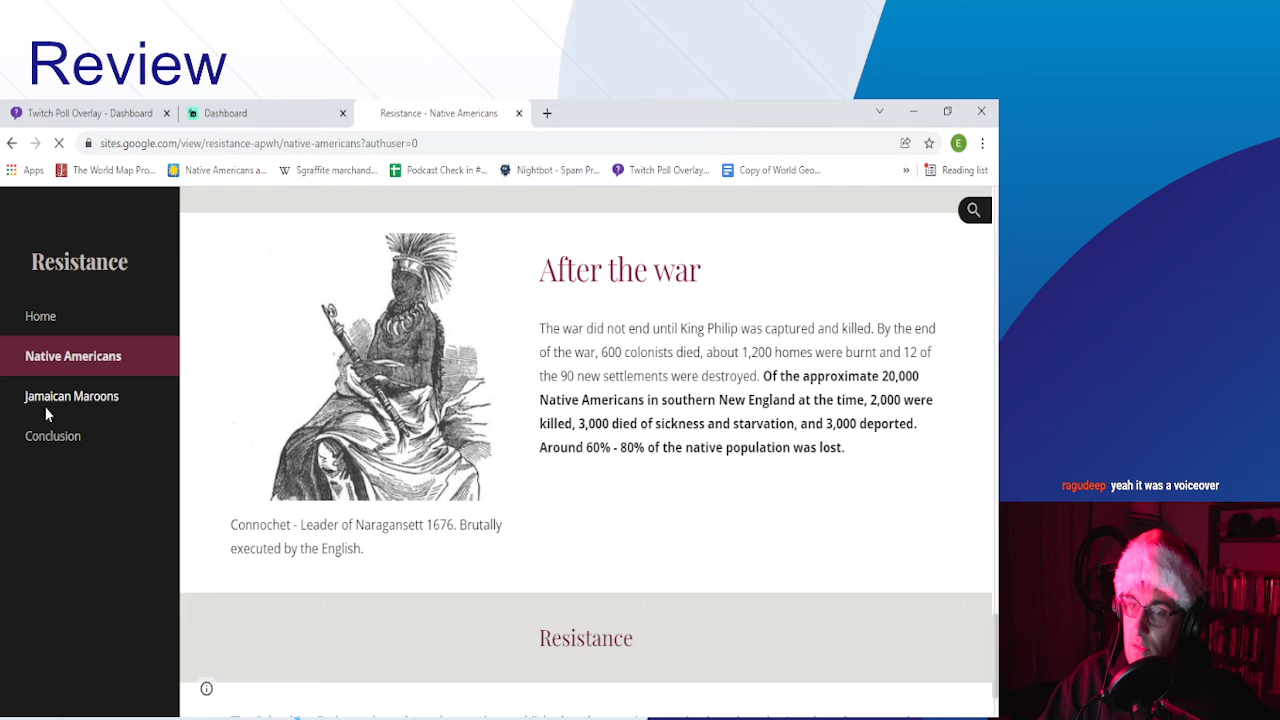 Review
Twitch Poll Overlay - Dashboard
Dashboard
Resistance - Native Americans
sites.google.com/view/resistance-apwh/native-americans?authuser=0
E
Apps
The World Map Pro...
Native Americans a...
Sgraffite marchand...
Podcast Check in #...
Nightbot - Spam Pr...
Twitch Poll Overlay...
Copy of World Geo...
Reading list
Resistance
Home
Native Americans
Jamaican Maroons
Conclusion
After the war
The war did not end until King Philip was captured and killed. By the end
of the war, 600 colonists died, about 1,200 homes were burnt and 12 of
the 90 new settlements were destroyed. Of the approximate 20,000
Native Americans in southern New England at the time, 2,000 were
killed, 3,000 died of sickness and starvation, and 3,000 deported.
Around 60% - 80% of the native population was lost.
Connochet - Leader of Naragansett 1676. Brutally
executed by the English.
Resistance
ragudeep yeah it was a voiceover